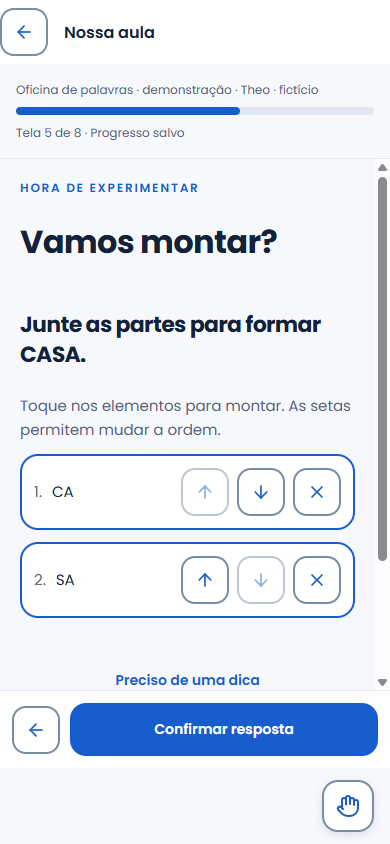 Nossa aula
Oficina de palavras · demonstração · Theo · fictício
Tela 5 de 8 · Progresso salvo
HORA DE EXPERIMENTAR
Vamos montar?
Junte as partes para formar
CASA.
Toque nos elementos para montar. As setas
permitem mudar a ordem.
1. CA
2. SA
Preciso de uma dica
Confirmar resposta